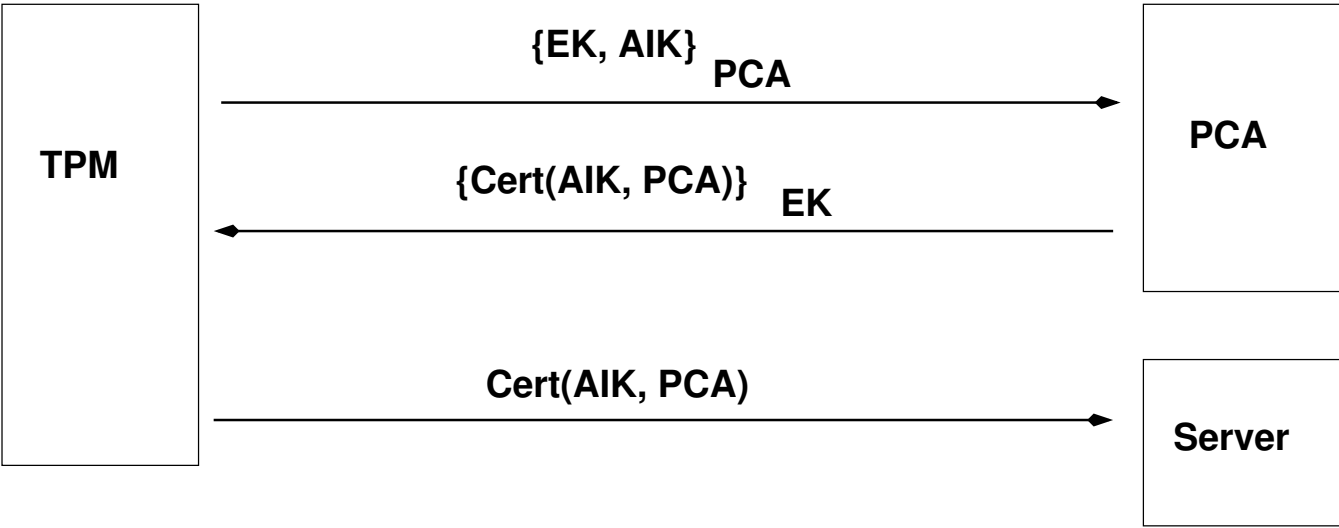 {EK, AIK} PCA
TPM
PCA
{Cert(AIK, PCA)} EK
Cert(AIK, PCA)
Server